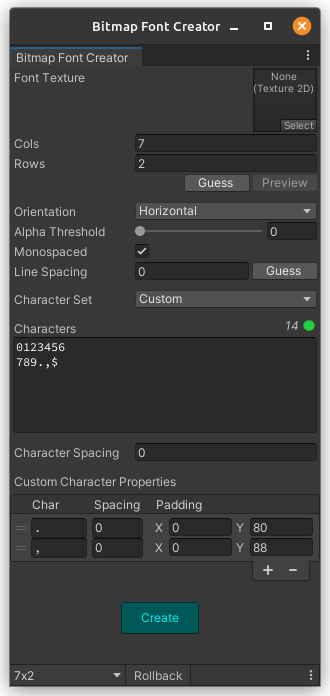 Bitmap Font Creator
Bitmap Font Creator
Font Texture
None
(Texture 2D)
Select
Cols 7
Rows 2
Guess Preview
Orientation Horizontal
Alpha Threshold 0
Monospaced
Line Spacing 0 Guess
Character Set Custom
Characters 14
0123456
789.,$
Character Spacing 0
Custom Character Properties
Char Spacing Padding
. 0 X 0 Y 80
, 0 X 0 Y 88
+ −
Create
7x2 Rollback